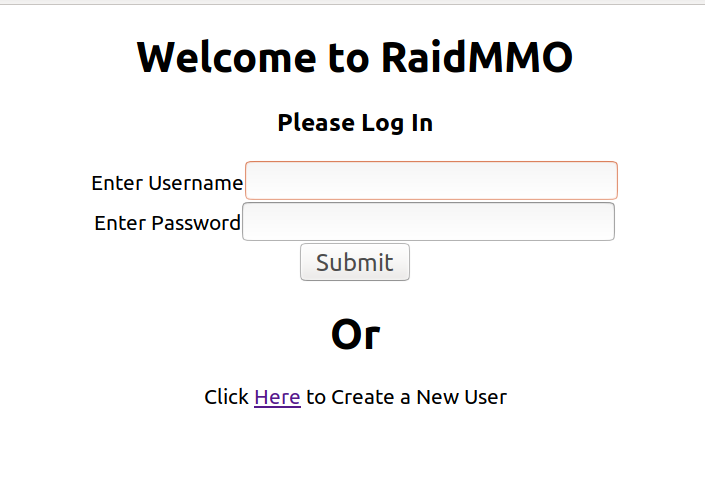 Welcome to RaidMMO
Please Log In
Enter Username
Enter Password
Submit
Or
Click Here to Create a New User